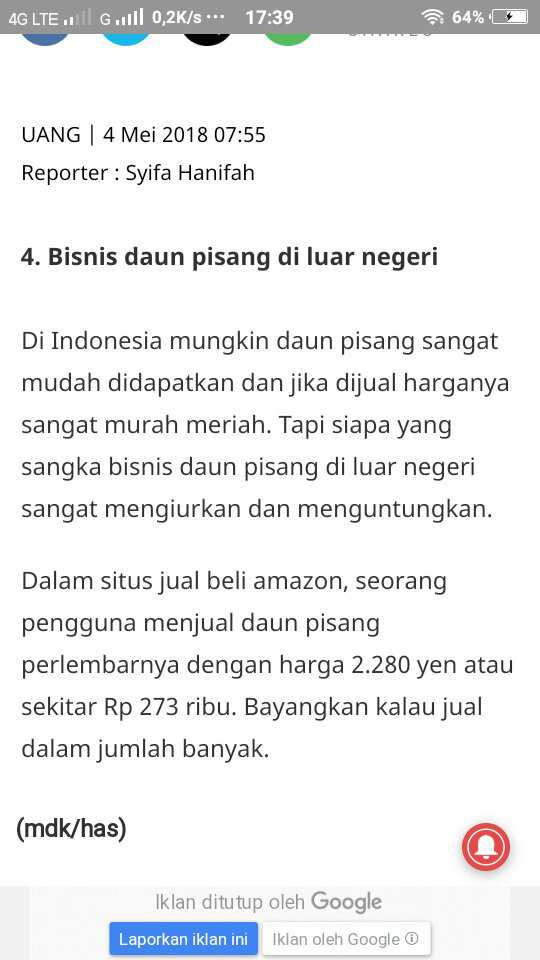 4G LTE G 0,2K/s ··· 17:39 64%
UANG | 4 Mei 2018 07:55
Reporter : Syifa Hanifah
4. Bisnis daun pisang di luar negeri
Di Indonesia mungkin daun pisang sangat
mudah didapatkan dan jika dijual harganya
sangat murah meriah. Tapi siapa yang
sangka bisnis daun pisang di luar negeri
sangat mengiurkan dan menguntungkan.
Dalam situs jual beli amazon, seorang
pengguna menjual daun pisang
perlembarnya dengan harga 2.280 yen atau
sekitar Rp 273 ribu. Bayangkan kalau jual
dalam jumlah banyak.
(mdk/has)
Iklan ditutup oleh Google
Laporkan iklan ini Iklan oleh Google